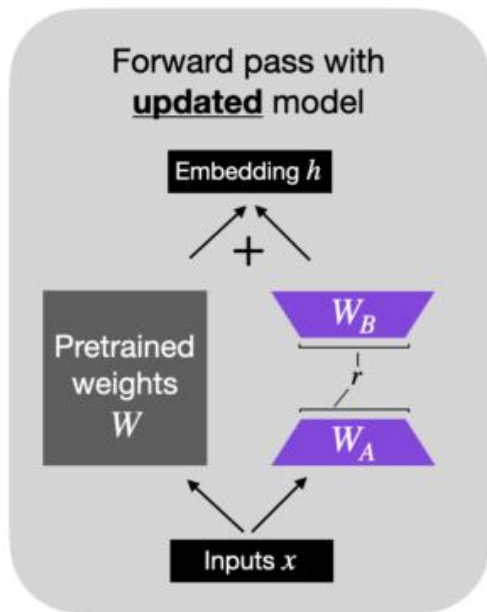 Forward pass with
updated model
Embedding h
+
Pretrained
weights
W
W_B
r
W_A
Inputs x